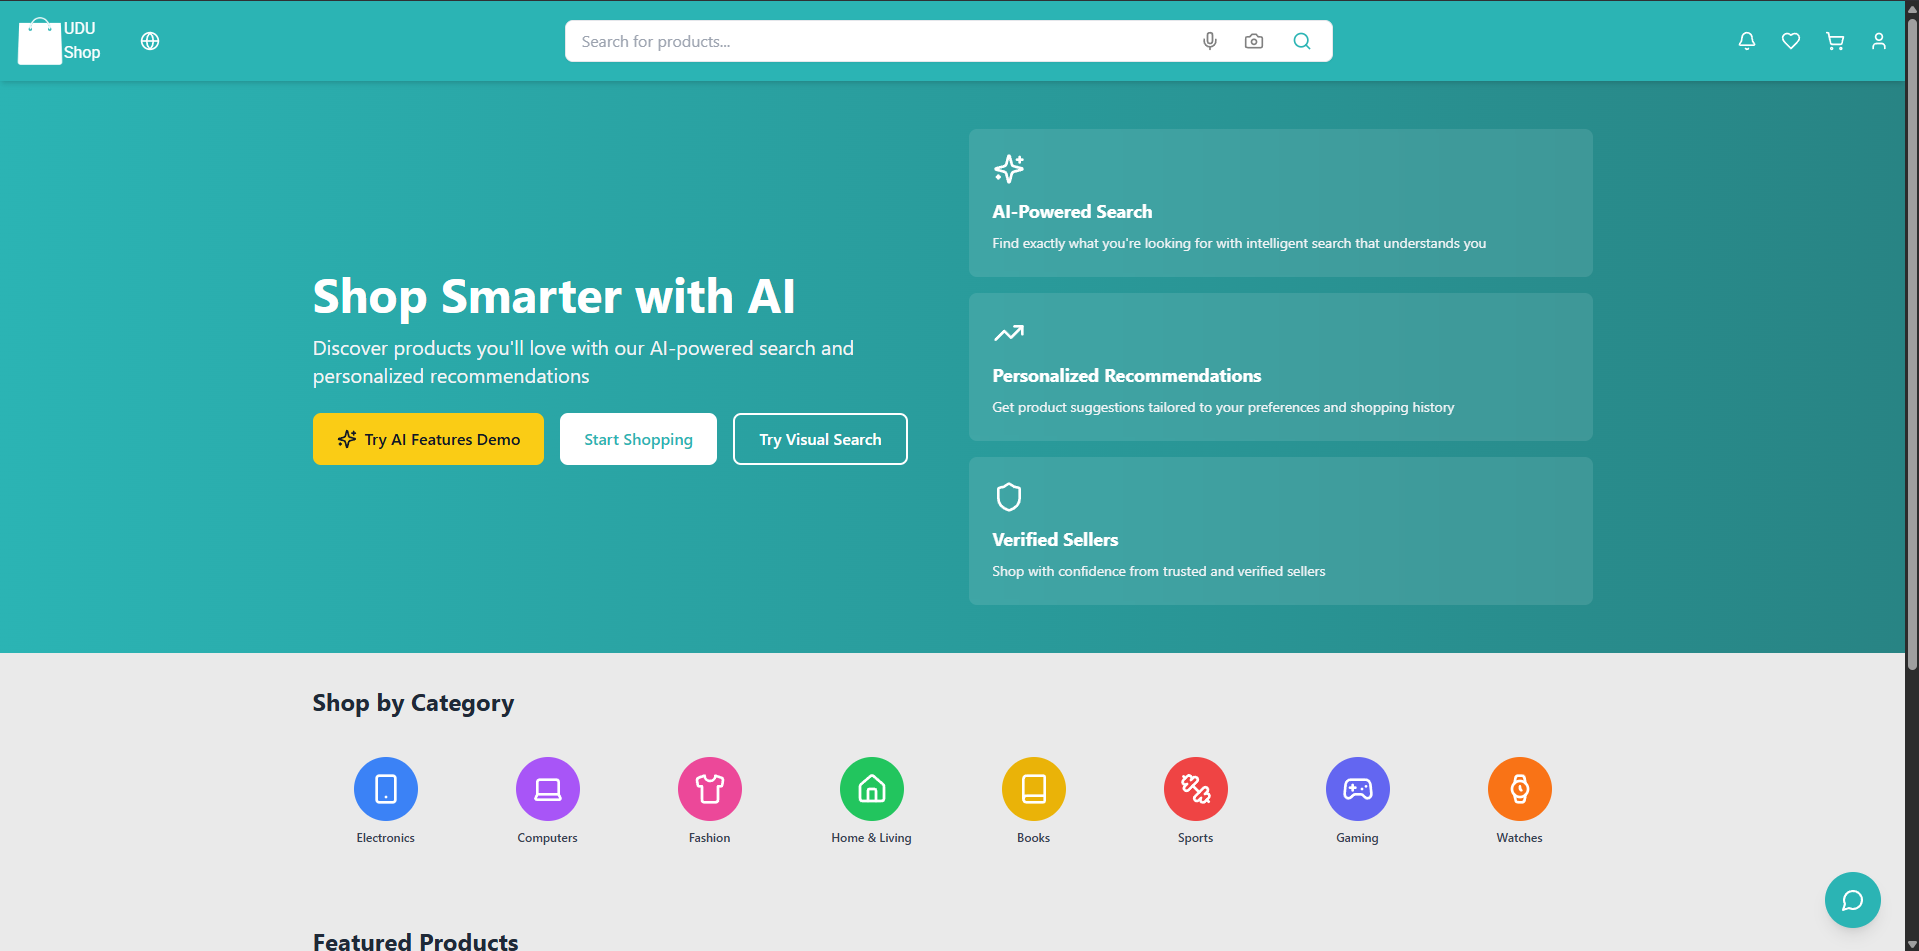 UDU
Shop
Search for products...
Shop Smarter with AI
Discover products you'll love with our AI-powered search and
personalized recommendations
Try AI Features Demo
Start Shopping
Try Visual Search
AI-Powered Search
Find exactly what you're looking for with intelligent search that understands you
Personalized Recommendations
Get product suggestions tailored to your preferences and shopping history
Verified Sellers
Shop with confidence from trusted and verified sellers
Shop by Category
Electronics
Computers
Fashion
Home & Living
Books
Sports
Gaming
Watches
Featured Products